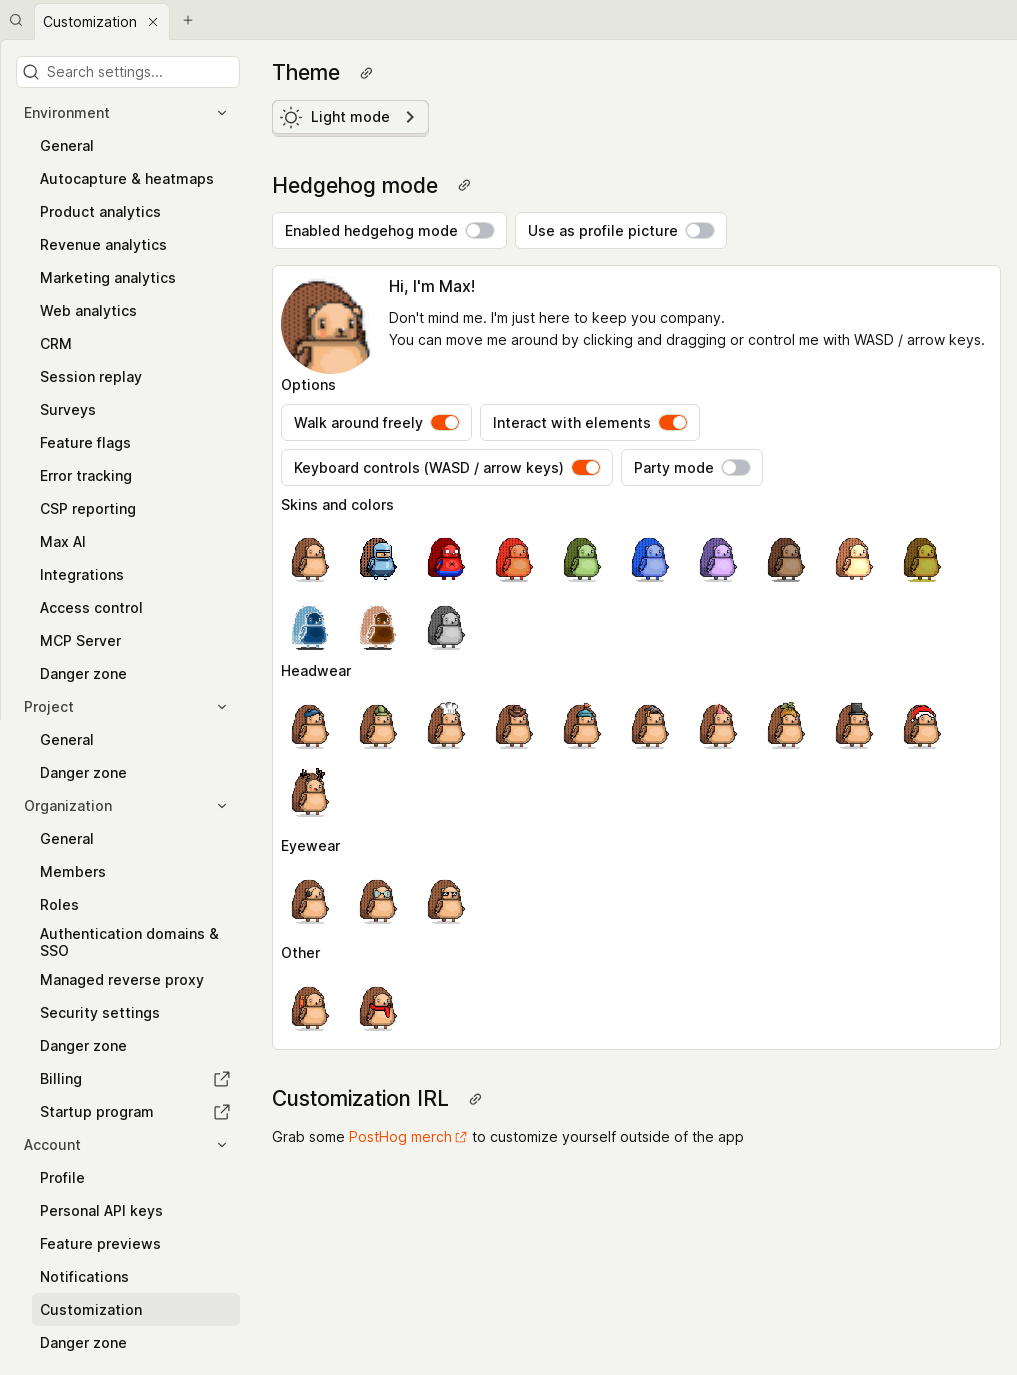 Customization
Search settings...
Environment
General
Autocapture & heatmaps
Product analytics
Revenue analytics
Marketing analytics
Web analytics
CRM
Session replay
Surveys
Feature flags
Error tracking
CSP reporting
Max AI
Integrations
Access control
MCP Server
Danger zone
Project
General
Danger zone
Organization
General
Members
Roles
Authentication domains &
SSO
Managed reverse proxy
Security settings
Danger zone
Billing
Startup program
Account
Profile
Personal API keys
Feature previews
Notifications
Customization
Danger zone
Theme
Light mode
Hedgehog mode
Enabled hedgehog mode
Use as profile picture
Hi, I'm Max!
Don't mind me. I'm just here to keep you company.
You can move me around by clicking and dragging or control me with WASD / arrow keys.
Options
Walk around freely
Interact with elements
Keyboard controls (WASD / arrow keys)
Party mode
Skins and colors
Headwear
Eyewear
Other
Customization IRL
Grab some PostHog merch to customize yourself outside of the app